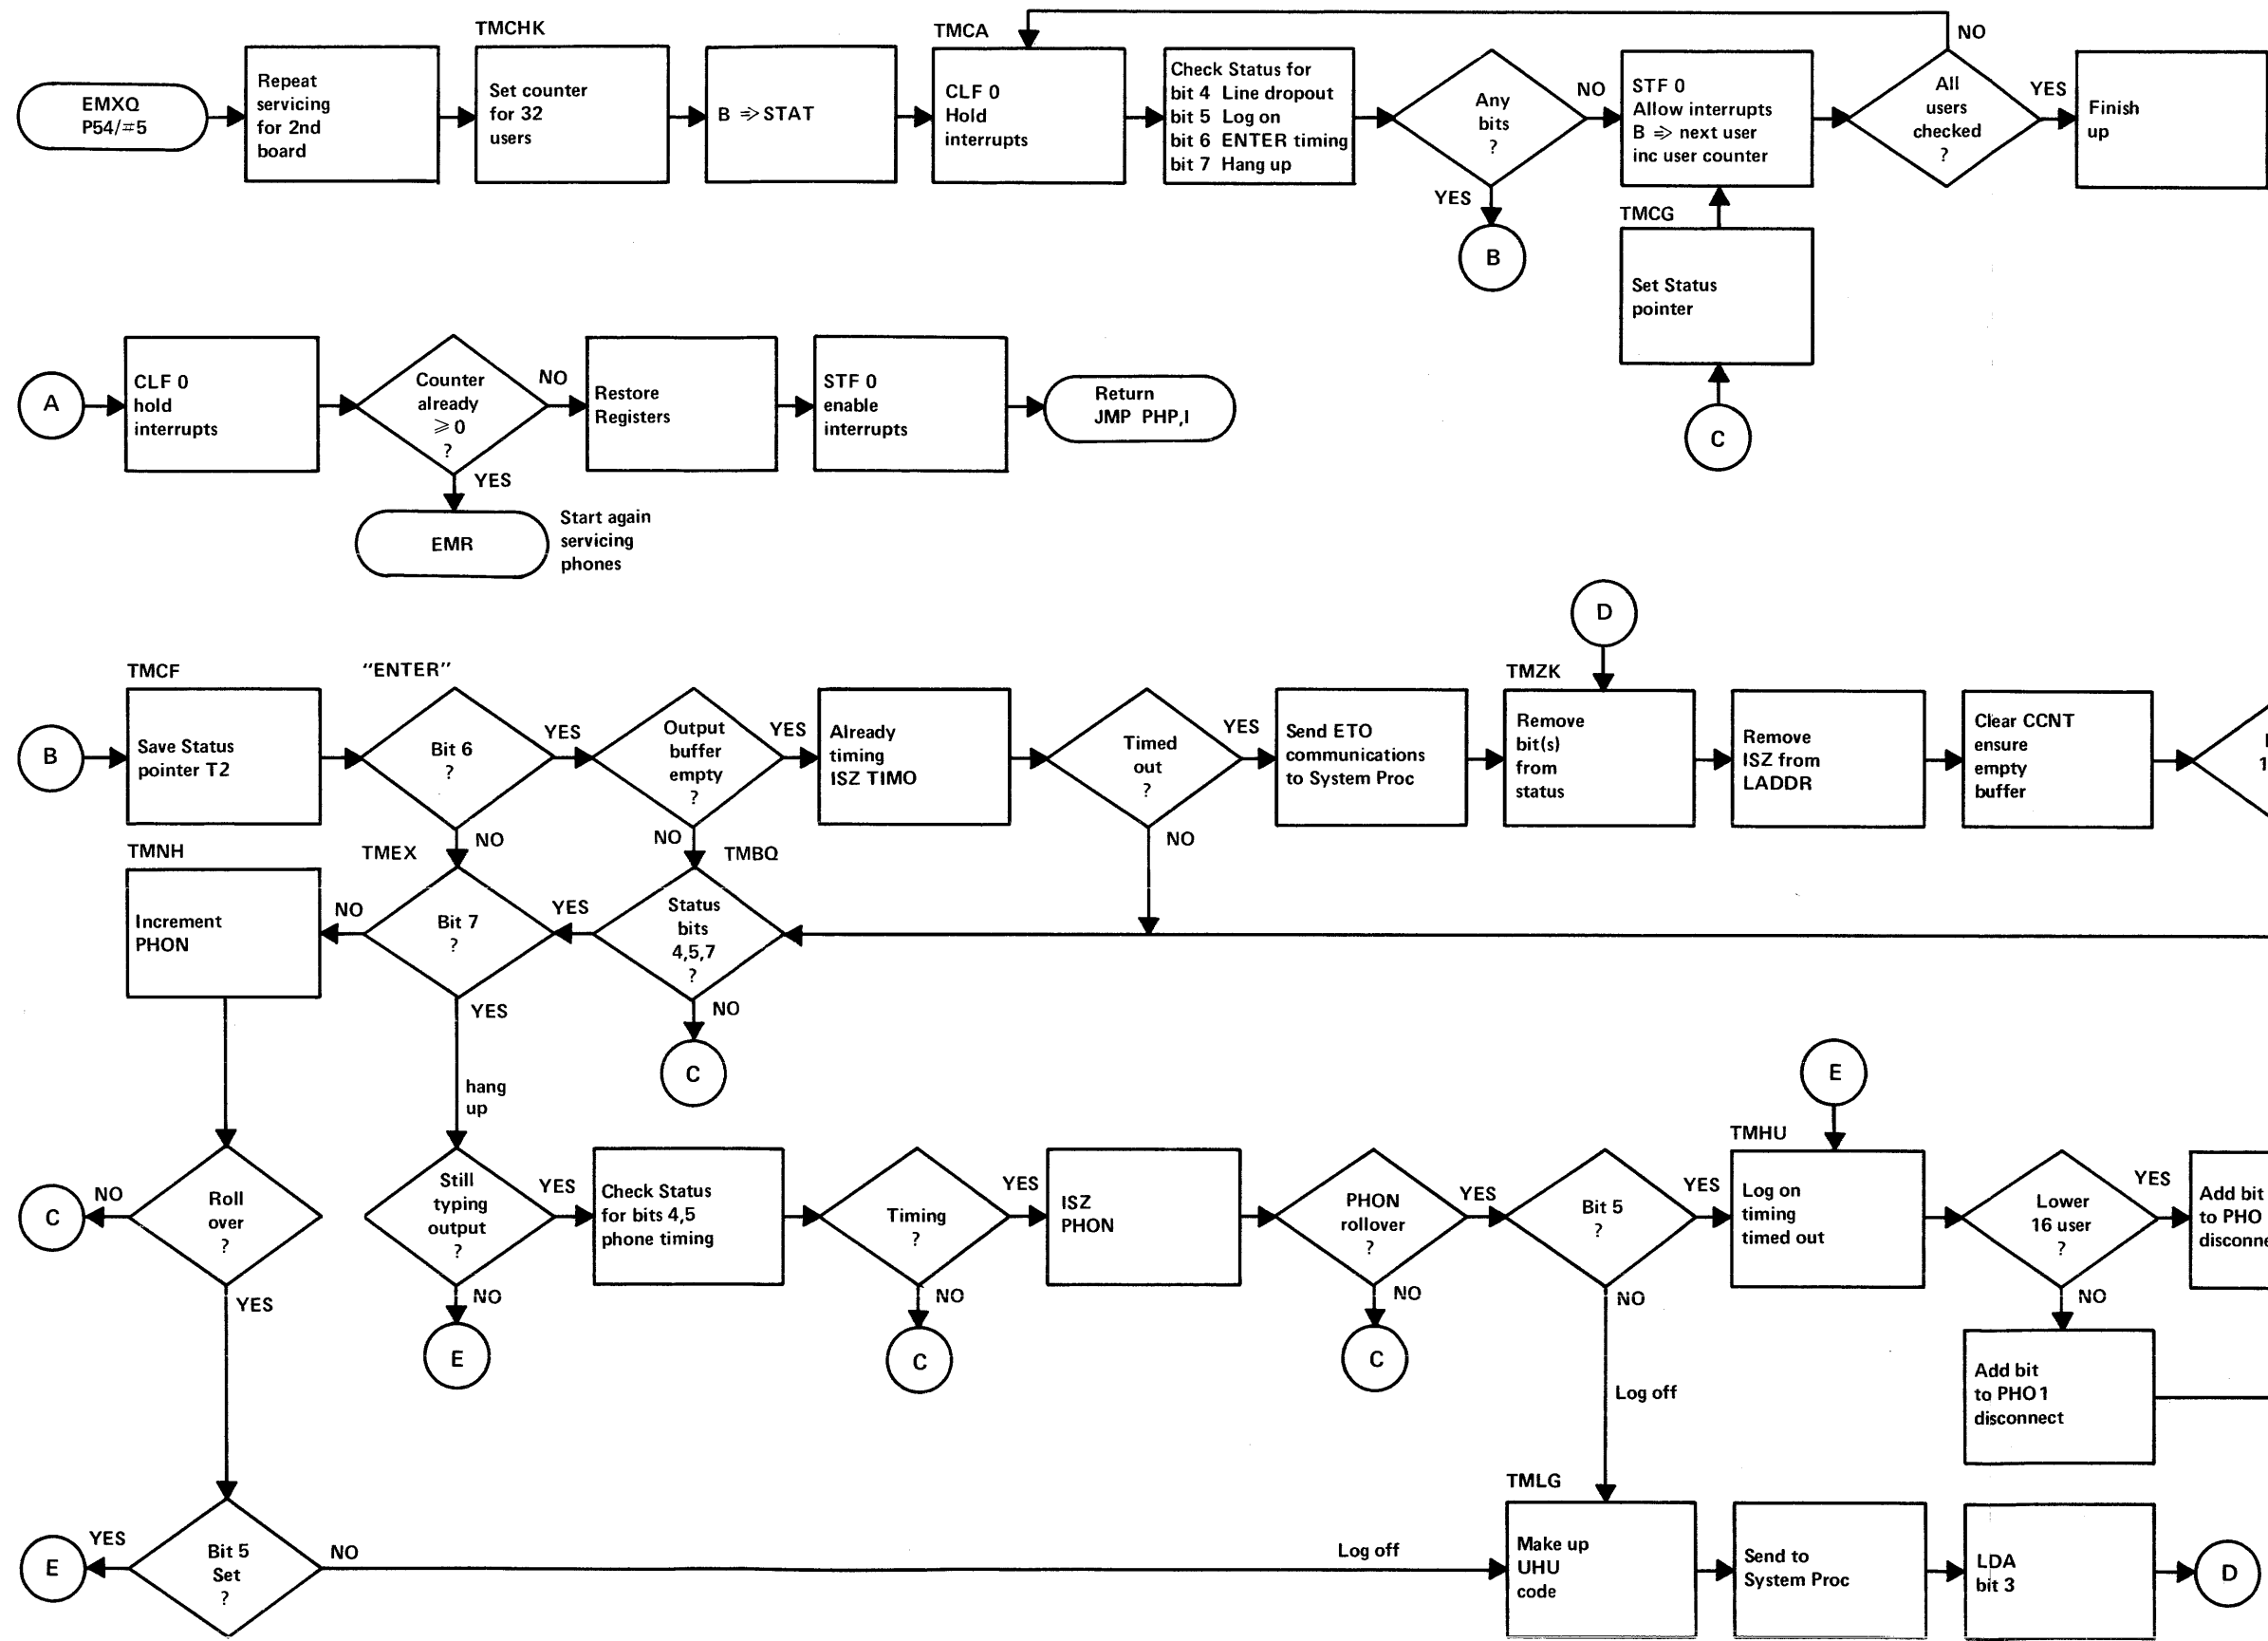 TMCHK
TMCA
NO
EMXQ
P54/#5
Repeat
servicing
for 2nd
board
Set counter
for 32
users
B => STAT
CLF 0
Hold
interrupts
Check Status for
bit 4 Line dropout
bit 5 Log on
bit 6 ENTER timing
bit 7 Hang up
Any
bits
?
NO
YES
B
STF 0
Allow interrupts
B => next user
inc user counter
All
users
checked
?
YES
Finish
up
TMCG
Set Status
pointer
C
A
CLF 0
hold
interrupts
Counter
already
⩾ 0
?
NO
YES
Restore
Registers
STF 0
enable
interrupts
Return
JMP PHP,I
EMR
Start again
servicing
phones
D
TMCF
"ENTER"
TMZK
B
Save Status
pointer T2
Bit 6
?
YES
NO
Output
buffer
empty
?
YES
NO
Already
timing
ISZ TIMO
Timed
out
?
YES
NO
Send ETO
communications
to System Proc
Remove
bit(s)
from
status
Remove
ISZ from
LADDR
Clear CCNT
ensure
empty
buffer
TMNH
TMEX
TMBQ
Increment
PHON
NO
Bit 7
?
YES
YES
Status
bits
4,5,7
?
NO
C
hang
up
E
TMHU
C
NO
Roll
over
?
YES
Still
typing
output
?
YES
NO
E
Check Status
for bits 4,5
phone timing
Timing
?
YES
NO
C
ISZ
PHON
PHON
rollover
?
YES
NO
C
Bit 5
?
YES
NO
Log on
timing
timed out
Lower
16 user
?
YES
NO
Add bit
to PHO
Add bit
to PHO1
disconnect
Log off
TMLG
E
YES
Bit 5
Set
?
NO
Log off
Make up
UHU
code
Send to
System Proc
LDA
bit 3
D